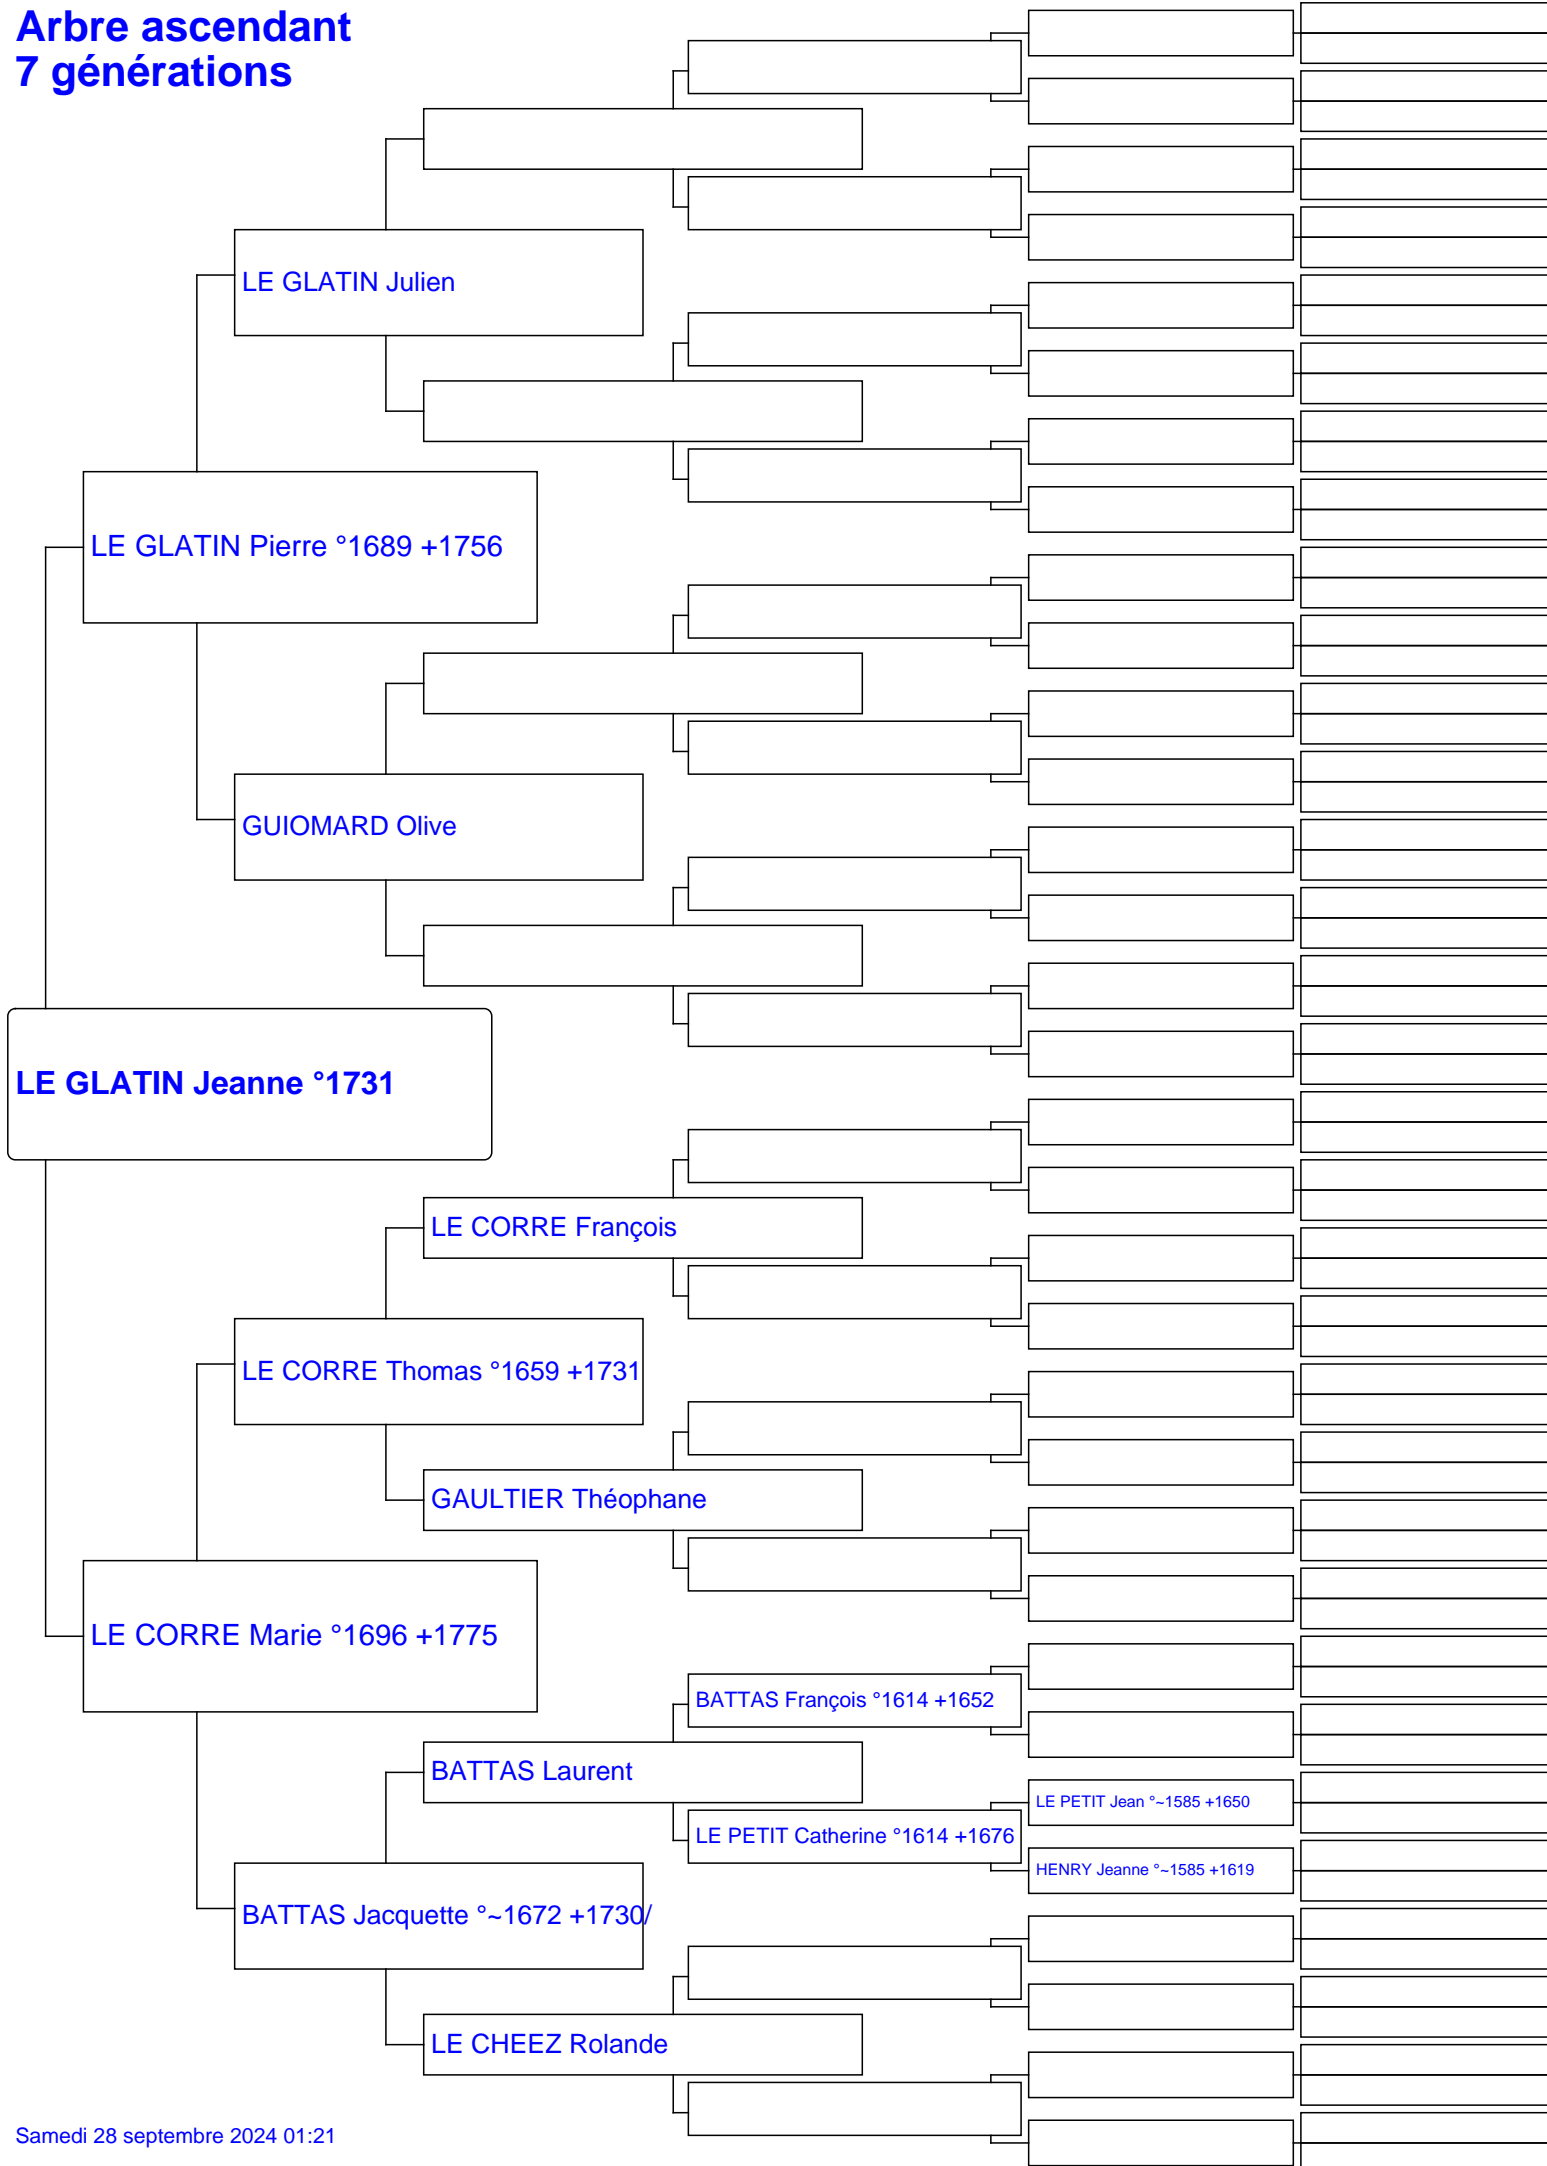 Arbre ascendant
7 générations
LE GLATIN Julien
LE GLATIN Pierre °1689 +1756
GUIOMARD Olive
LE GLATIN Jeanne °1731
LE CORRE François
LE CORRE Thomas °1659 +1731
GAULTIER Théophane
LE CORRE Marie °1696 +1775
BATTAS François °1614 +1652
BATTAS Laurent
LE PETIT Jean °~1585 +1650
LE PETIT Catherine °1614 +1676
HENRY Jeanne °~1585 +1619
BATTAS Jacquette °~1672 +1730/
LE CHEEZ Rolande
Samedi 28 septembre 2024 01:21